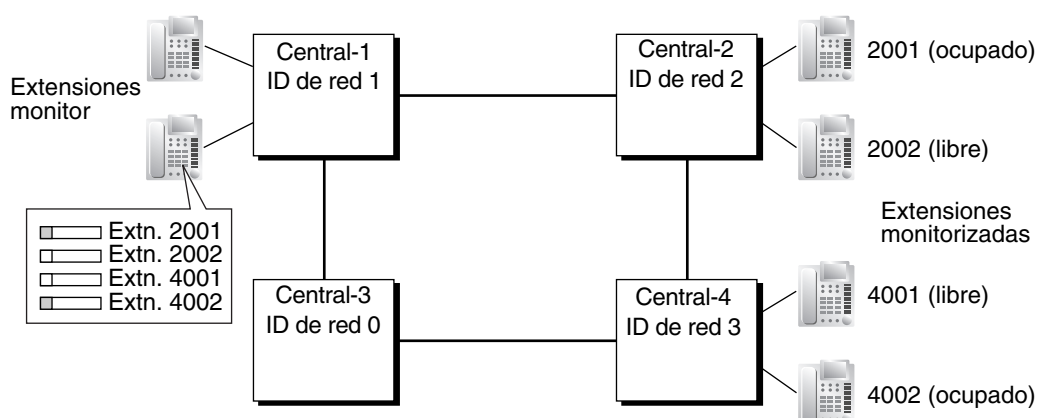 Extensiones
monitor
Central-1
ID de red 1
Central-2
ID de red 2
2001 (ocupado)
2002 (libre)
Extensiones
monitorizadas
Extn. 2001
Extn. 2002
Extn. 4001
Extn. 4002
Central-3
ID de red 0
Central-4
ID de red 3
4001 (libre)
4002 (ocupado)